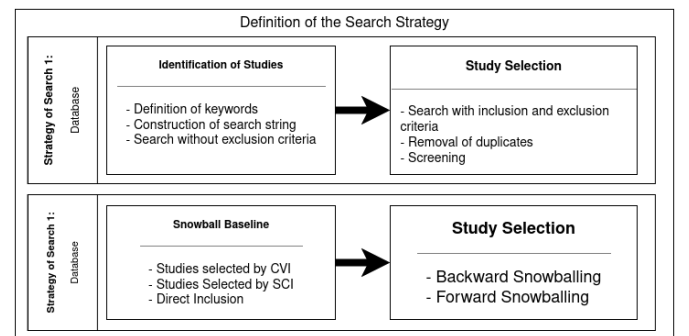 Definition of the Search Strategy
Strategy of Search 1:
Database
Identification of Studies
- Definition of keywords
- Construction of search string
- Search without exclusion criteria
Study Selection
- Search with inclusion and exclusion
criteria
- Removal of duplicates
- Screening
Strategy of Search 1:
Database
Snowball Baseline
- Studies selected by CVI
- Studies Selected by SCI
- Direct Inclusion
Study Selection
- Backward Snowballing
- Forward Snowballing